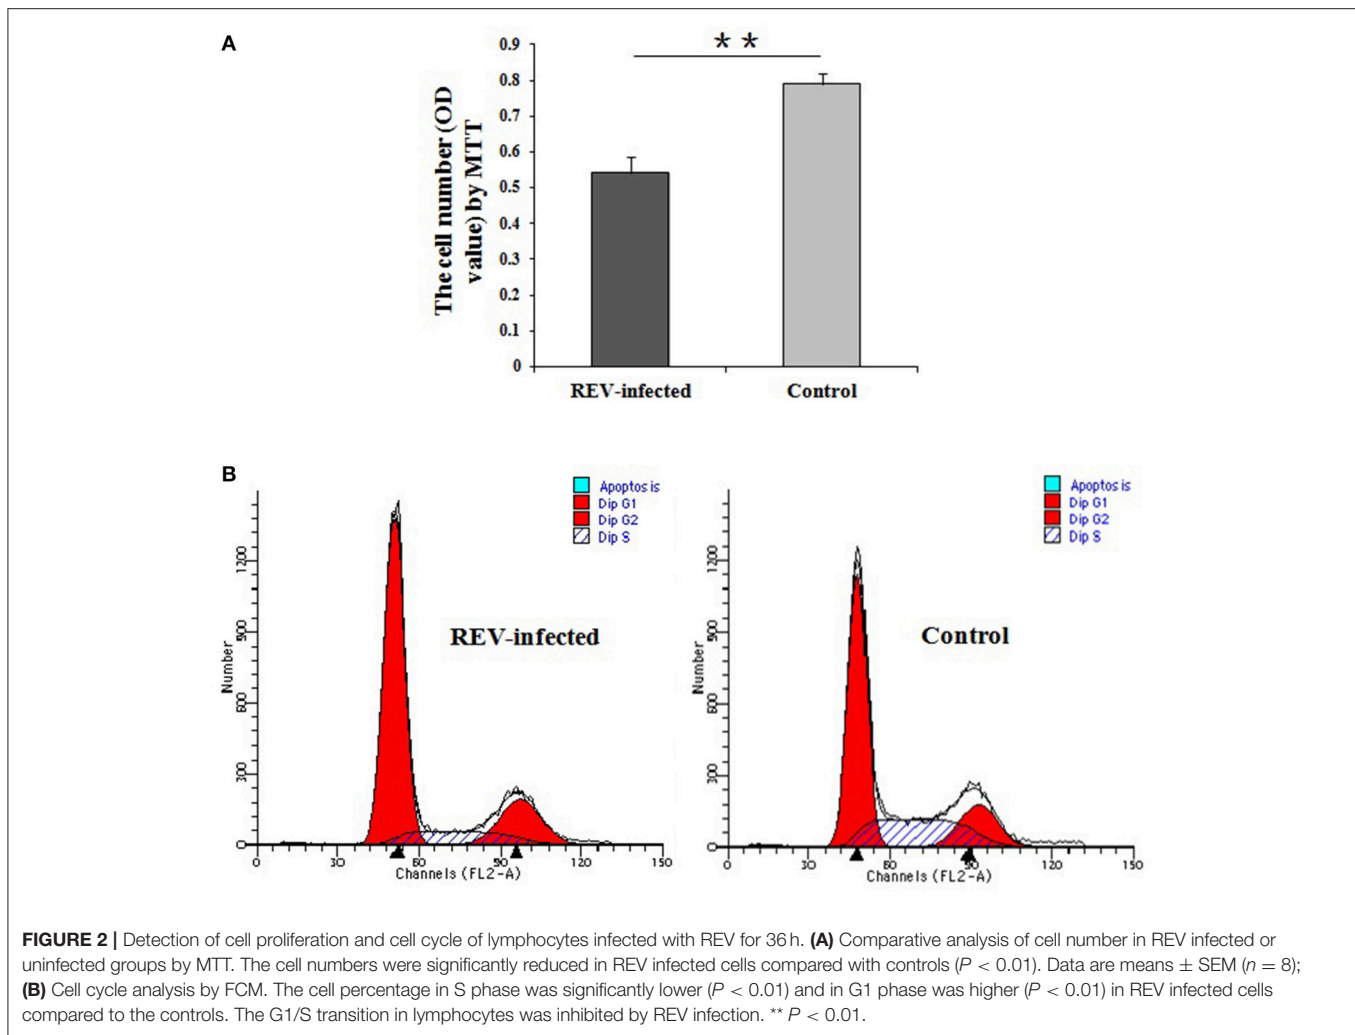 A
**
The cell number (OD
value) by MTT
0.9
0.8
0.7
0.6
0.5
0.4
0.3
0.2
0.1
0
REV-infected
Control
B
Apoptosis
Dip G1
Dip G2
Dip S
REV-infected
Number
1200
900
600
300
0
0
30
60
90
120
150
Channels (FL2-A)
Apoptosis
Dip G1
Dip G2
Dip S
Control
Number
1200
900
600
300
0
0
30
60
90
120
150
Channels (FL2-A)
FIGURE 2 | Detection of cell proliferation and cell cycle of lymphocytes infected with REV for 36 h. (A) Comparative analysis of cell number in REV infected or
uninfected groups by MTT. The cell numbers were significantly reduced in REV infected cells compared with controls (P < 0.01). Data are means ± SEM (n = 8);
(B) Cell cycle analysis by FCM. The cell percentage in S phase was significantly lower (P < 0.01) and in G1 phase was higher (P < 0.01) in REV infected cells
compared to the controls. The G1/S transition in lymphocytes was inhibited by REV infection. ** P < 0.01.